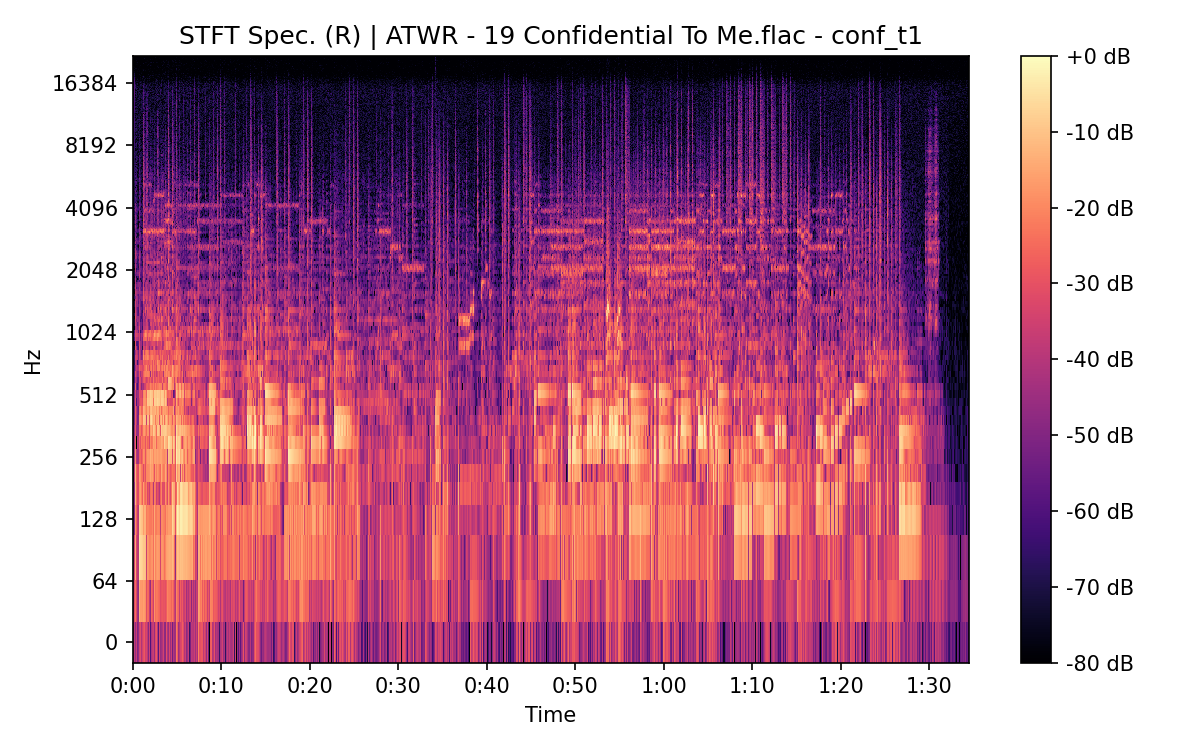 STFT Spec. (R) | ATWR - 19 Confidential To Me.flac - conf_t1
Hz
16384
8192
4096
2048
1024
512
256
128
64
0
0:00 0:10 0:20 0:30 0:40 0:50 1:00 1:10 1:20 1:30
Time
+0 dB
-10 dB
-20 dB
-30 dB
-40 dB
-50 dB
-60 dB
-70 dB
-80 dB